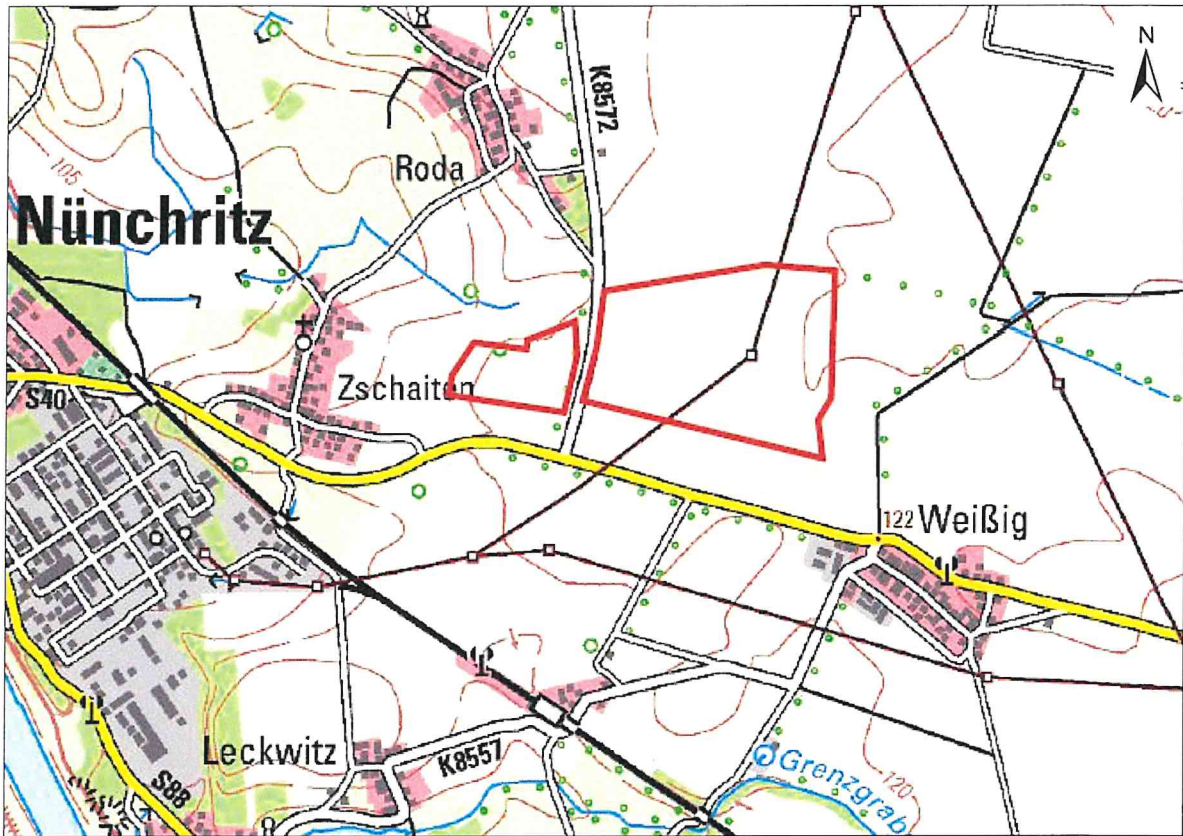 N
K8572
Roda
105
Nünchritz
Zschaiten
S40
122 Weißig
Leckwitz
K8557
S88
Grenzgrab
120